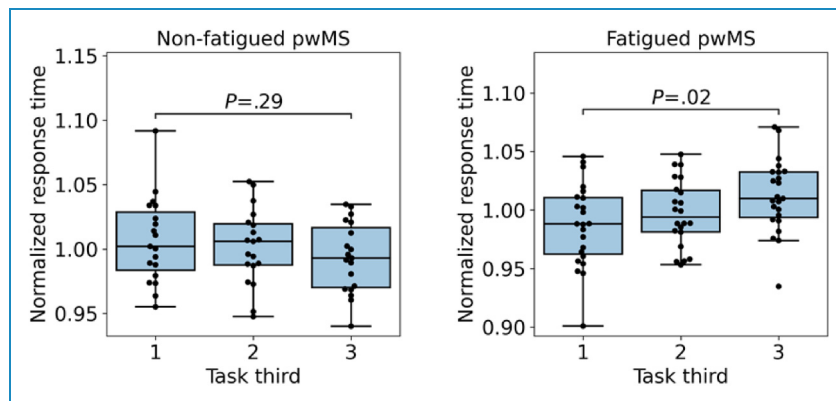 Non-fatigued pwMS
Normalized response time
1.15
1.10
1.05
1.00
0.95
P=.29
1 2 3
Task third
Fatigued pwMS
Normalized response time
1.10
1.05
1.00
0.95
0.90
P=.02
1 2 3
Task third